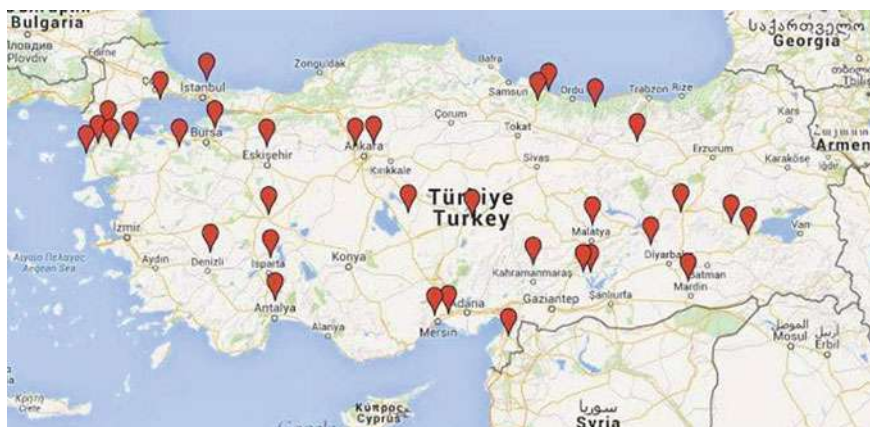 Bulgaria
Пловдив
Plovdiv
Edirne
Istanbul
Zonguldak
Bafra
Samsun
Ordu
Trabzon
Rize
საქართველო
Georgia
Kars
Armen
Iğdır
Karaköse
Erzurum
Tokat
Çorum
Sivas
Ankara
Kırıkkale
Bursa
Eskişehir
Türkiye
Turkey
Van
Malatya
Izmir
Αιγαίο Πέλαγος
Aegean Sea
Aydın
Denizli
Isparta
Konya
Kahramanmaraş
Diyarbakır
Batman
Mardin
Şanlıurfa
Gaziantep
Adana
Mersin
Antalya
Alanya
الموصل
Mosul
أربيل
Erbil
Κρήτη
Crete
Κύπρος
Cyprus
سوريا
Syria